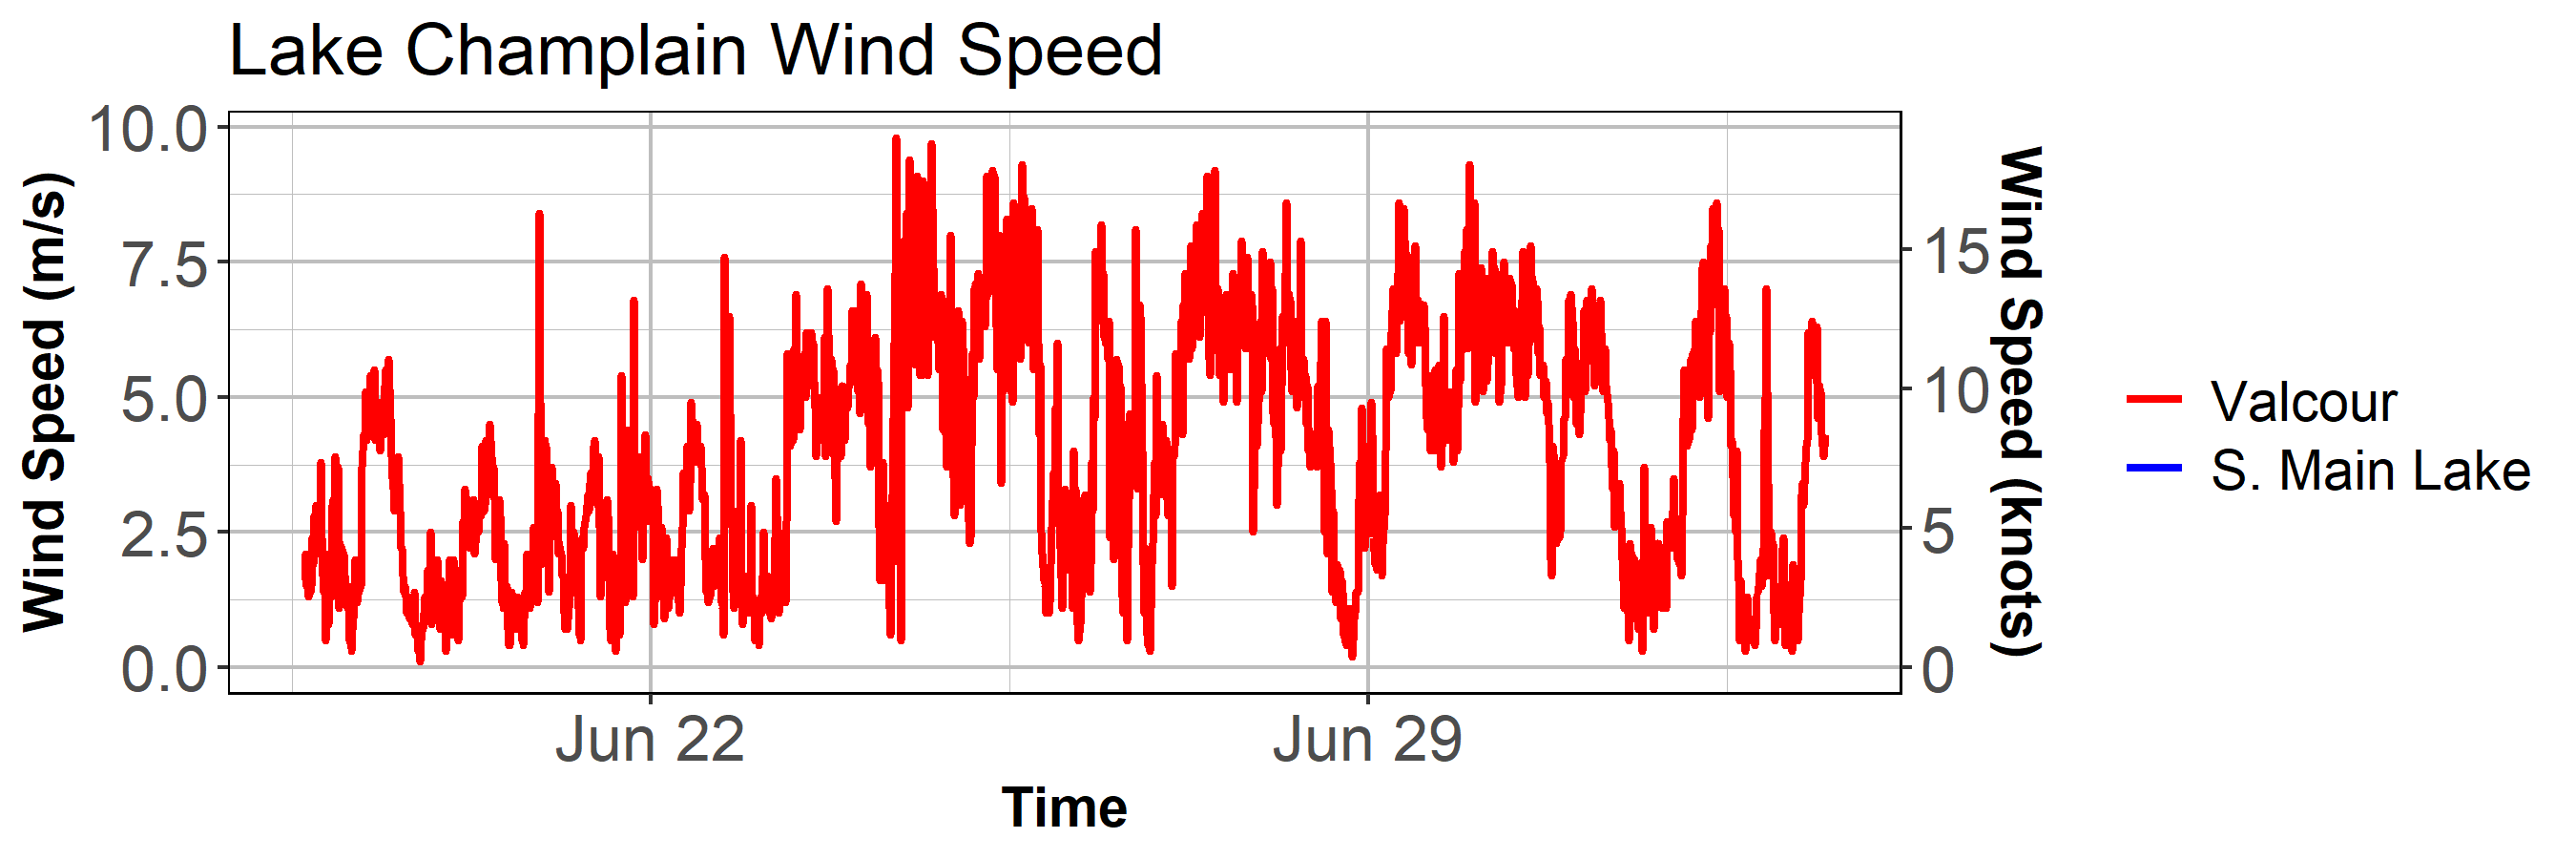 Lake Champlain Wind Speed
Wind Speed (m/s)
10.0
7.5
5.0
2.5
0.0
Wind Speed (knots)
15
10
5
0
Jun 22
Jun 29
Time
Valcour
S. Main Lake